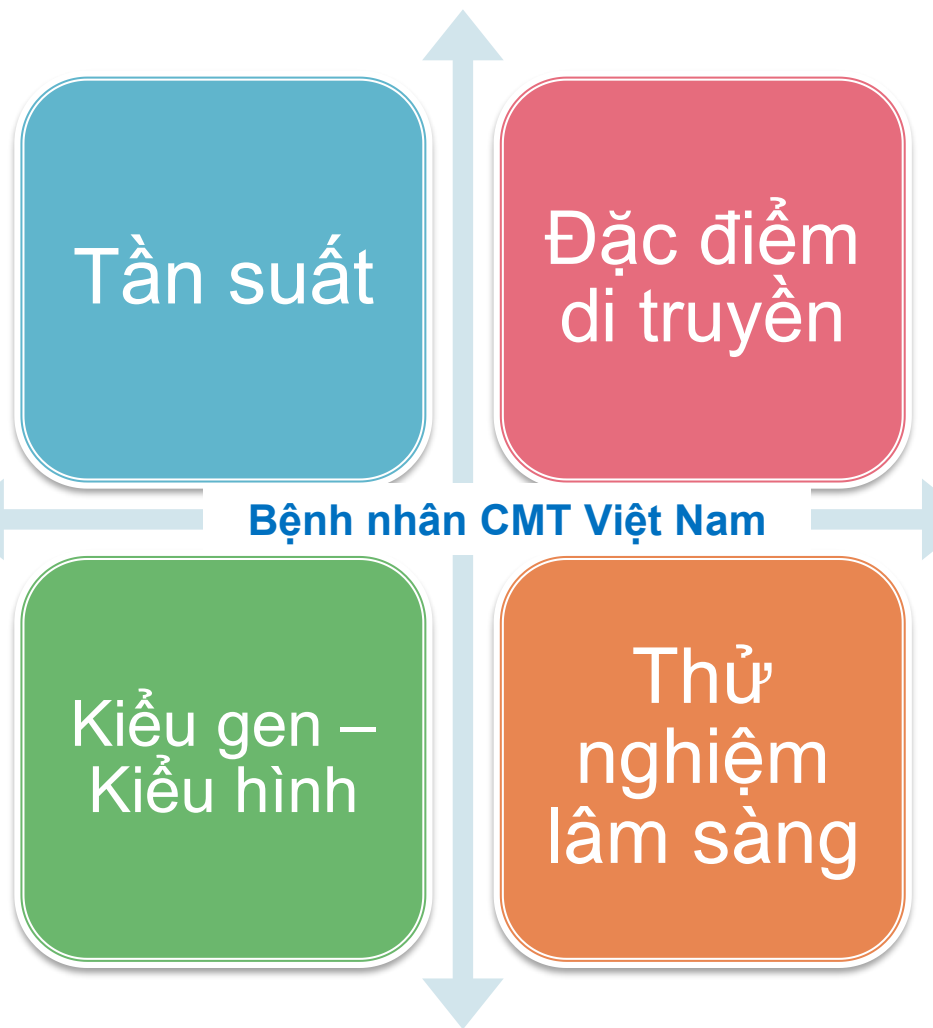 Tần suất
Đặc điểm
di truyền
Bệnh nhân CMT Việt Nam
Kiểu gen –
Kiểu hình
Thử
nghiệm
lâm sàng